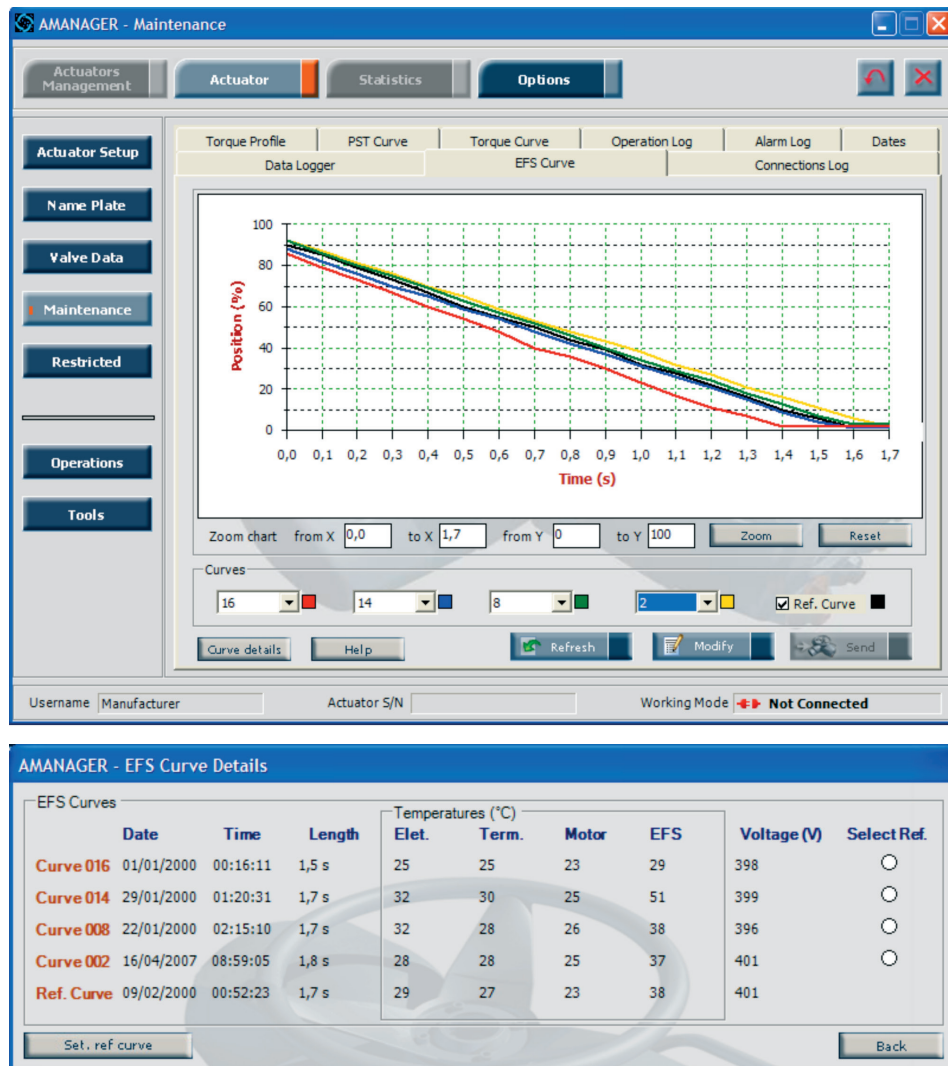 AMANAGER - Maintenance
Actuators Management
Actuator
Statistics
Options
Actuator Setup
Name Plate
Valve Data
Maintenance
Restricted
Operations
Tools
Torque Profile PST Curve Torque Curve Operation Log Alarm Log Dates
Data Logger EFS Curve Connections Log
Position (%)
100
80
60
40
20
0
0,0 0,1 0,2 0,3 0,4 0,5 0,6 0,7 0,8 0,9 1,0 1,1 1,2 1,3 1,4 1,5 1,6 1,7
Time (s)
Zoom chart from X 0,0 to X 1,7 from Y 0 to Y 100 Zoom Reset
Curves
16 14 8 2 Ref. Curve
Curve details Help Refresh Modify Send
Username Manufacturer Actuator S/N Working Mode Not Connected
AMANAGER - EFS Curve Details
EFS Curves
Temperatures (°C)
Date Time Length Elet. Term. Motor EFS Voltage (V) Select Ref.
Curve 016 01/01/2000 00:16:11 1,5 s 25 25 23 29 398
Curve 014 29/01/2000 01:20:31 1,7 s 32 30 25 51 399
Curve 008 22/01/2000 02:15:10 1,7 s 32 28 26 38 396
Curve 002 16/04/2007 08:59:05 1,8 s 28 28 25 37 401
Ref. Curve 09/02/2000 00:52:23 1,7 s 29 27 23 38 401
Set. ref curve Back